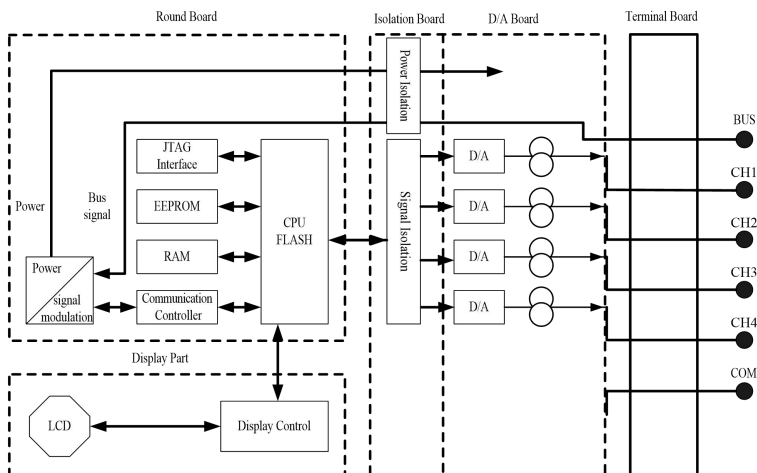 Round Board
Isolation Board
D/A Board
Terminal Board
Power Isolation
BUS
JTAG
Interface
D/A
CH1
Bus
signal
Power
EEPROM
CPU
FLASH
Signal Isolation
D/A
CH2
RAM
D/A
CH3
Power
signal
modulation
Communication
Controller
D/A
CH4
Display Part
COM
LCD
Display Control